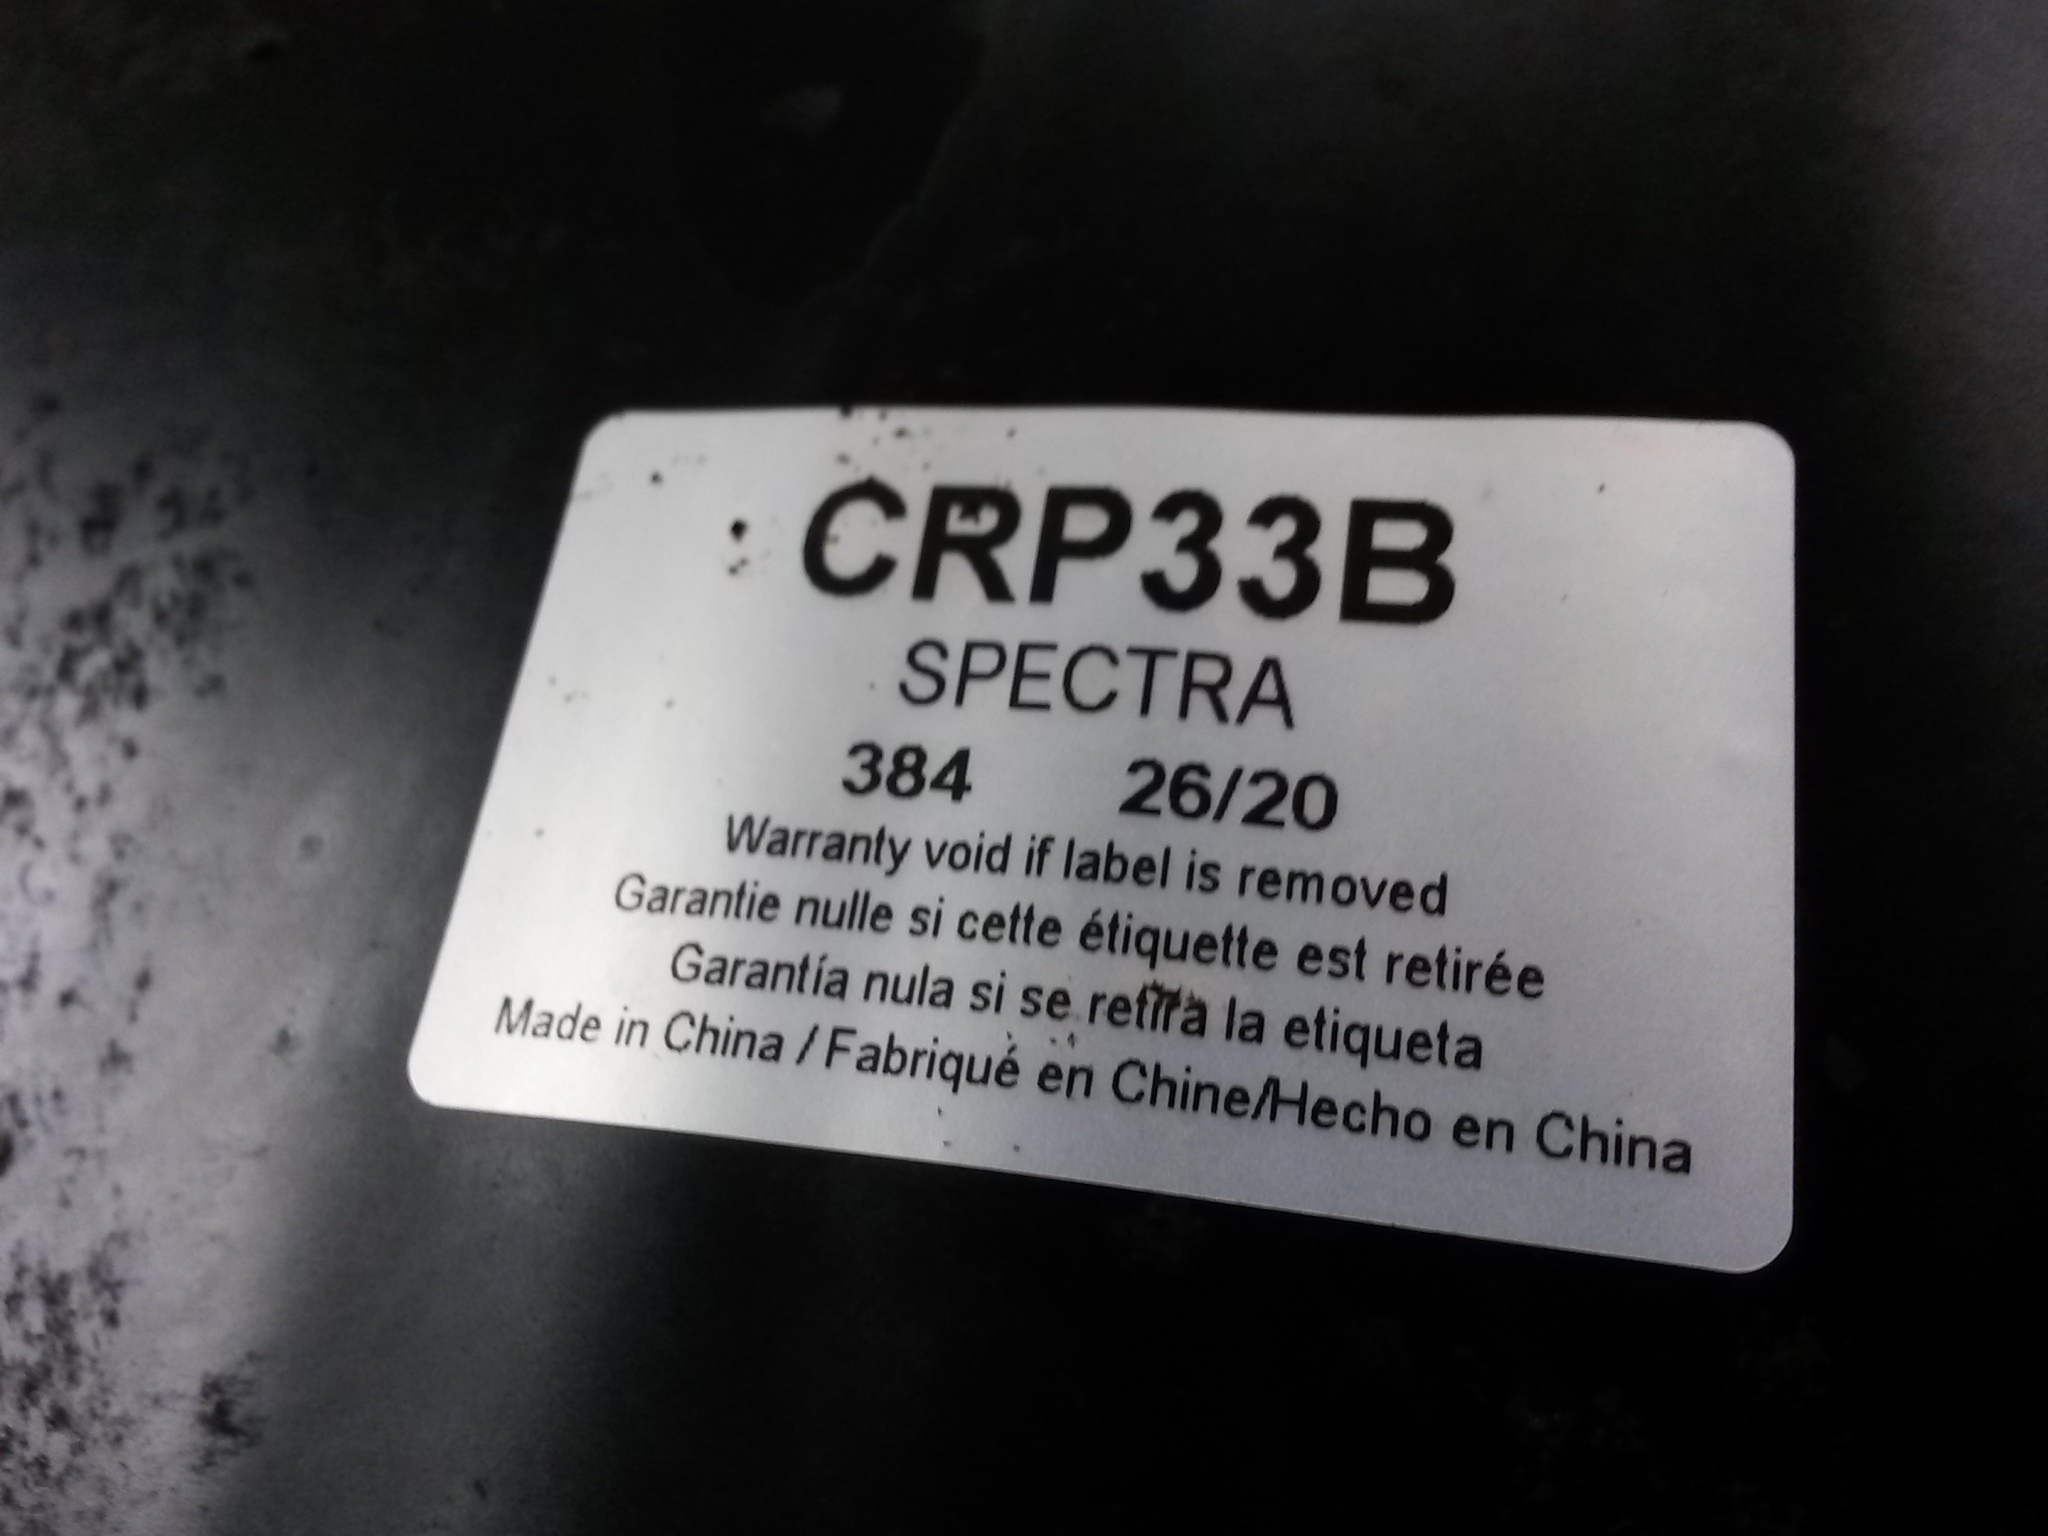 CRP33B
SPECTRA
384 26/20
Warranty void if label is removed
Garantie nulle si cette étiquette est retirée
Garantía nula si se retira la etiqueta
Made in China / Fabriqué en Chine/Hecho en China